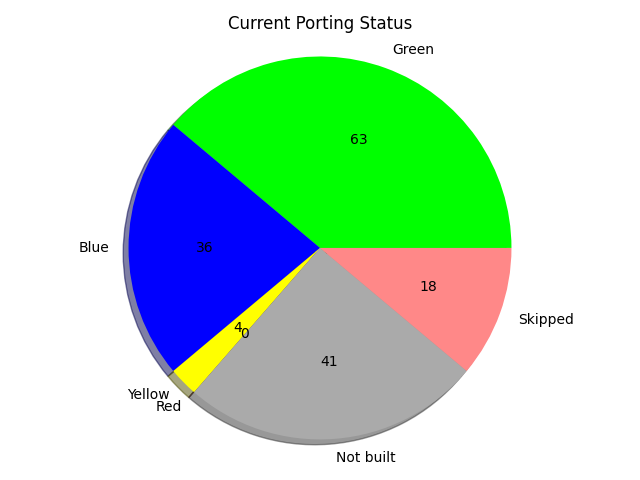 Current Porting Status
Green
63
Blue
36
4
0
Yellow
Red
41
Not built
18
Skipped